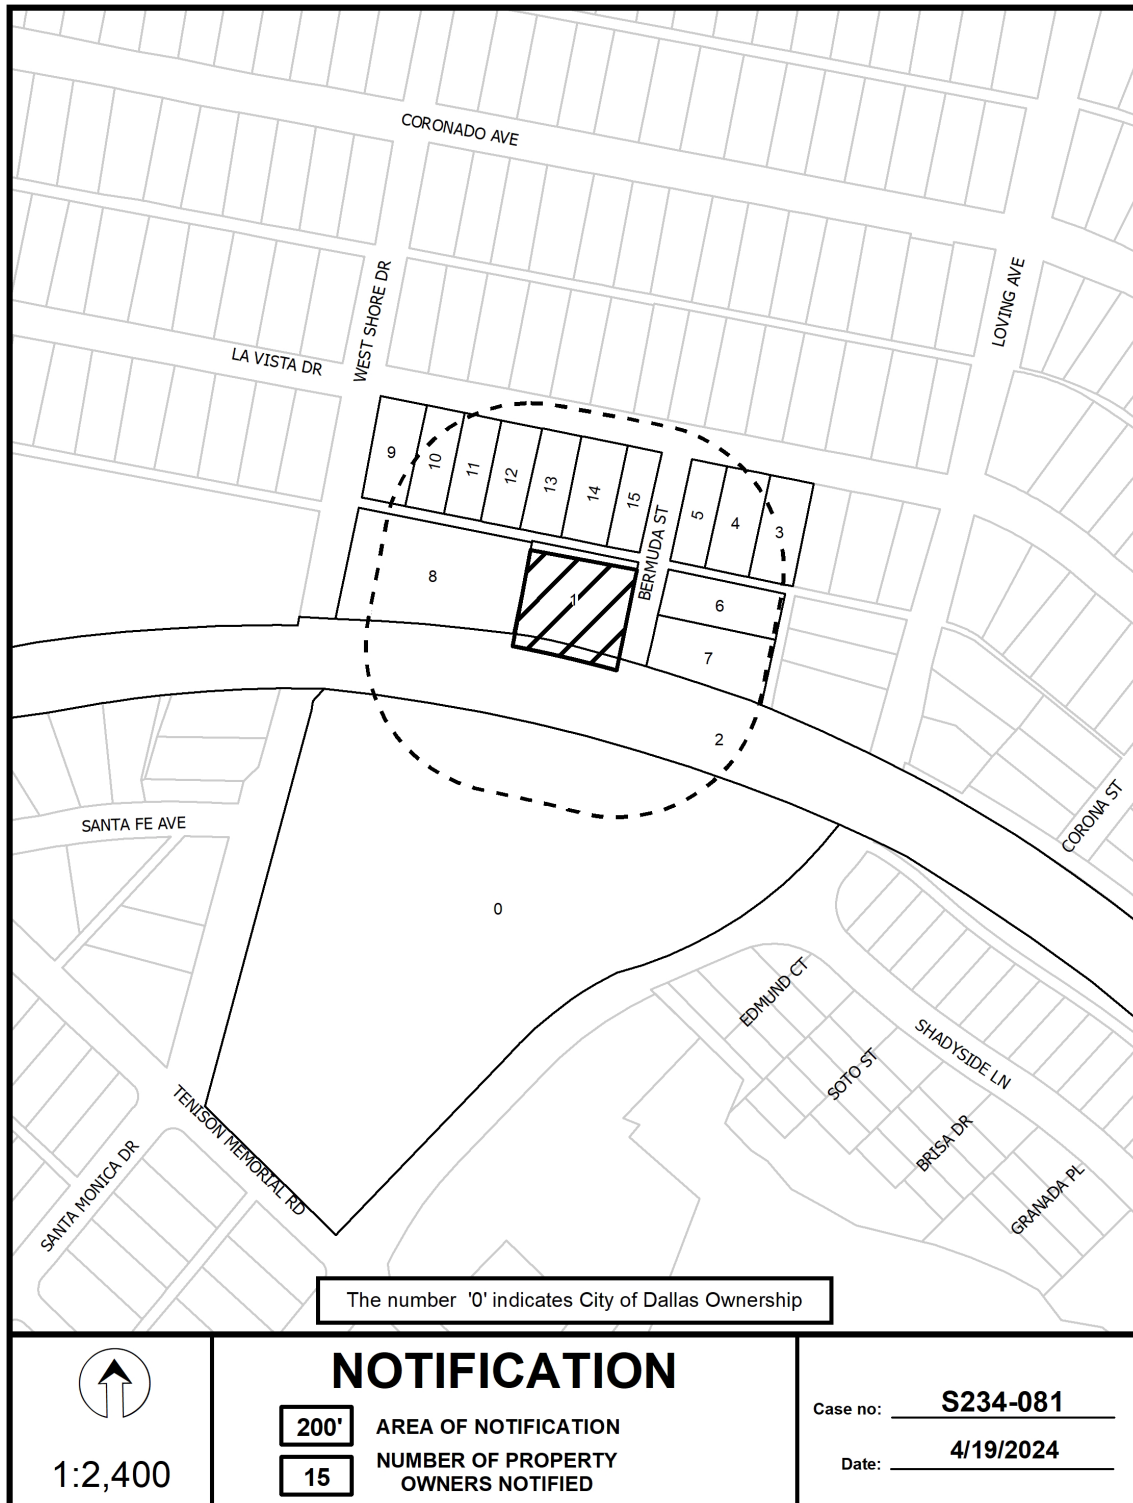 CORONADO AVE
WEST SHORE DR
LOVING AVE
LA VISTA DR
9
10
11
12
13
14
15
5
4
3
BERMUDA ST
8
1
6
7
2
SANTA FE AVE
CORONA ST
0
EDMUND CT
SHADYSIDE LN
SOTO ST
TENISON MEMORIAL RD
BRISA DR
SANTA MONICA DR
GRANADA PL
The number '0' indicates City of Dallas Ownership
1:2,400
NOTIFICATION
200' AREA OF NOTIFICATION
15 NUMBER OF PROPERTY
OWNERS NOTIFIED
Case no: S234-081
Date: 4/19/2024